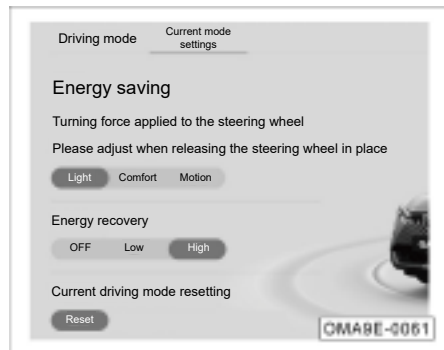 Driving mode
Current mode
settings
Energy saving
Turning force applied to the steering wheel
Please adjust when releasing the steering wheel in place
Light Comfort Motion
Energy recovery
OFF Low High
Current driving mode resetting
Reset
OMA9E-0061